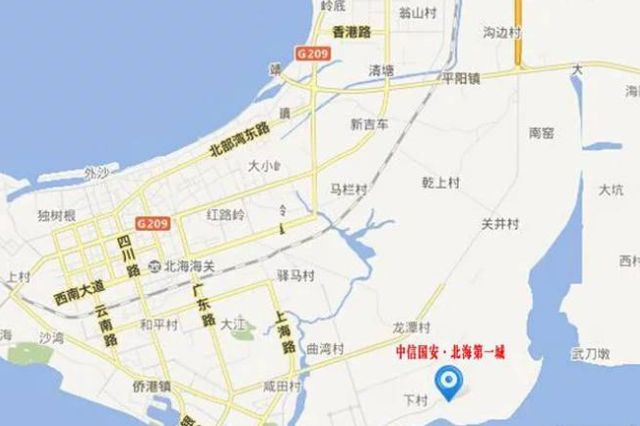 岭底
翁山村
香港路
沟边村
G209
靖
清塘
平阳镇
大
海
璜
新吉车
北部湾东路
南窑
外沙
大小
马栏村
乾上村
大坑
独树根
红路岭
G209
关井村
四川路
北海海关
西村
上村
驿马村
西南大道
广东路
云南路
和平村
大江
上海路
龙潭村
海
沙湾
曲湾村
中信国安·北海第一城
武刀墩
侨港镇
咸田村
下村